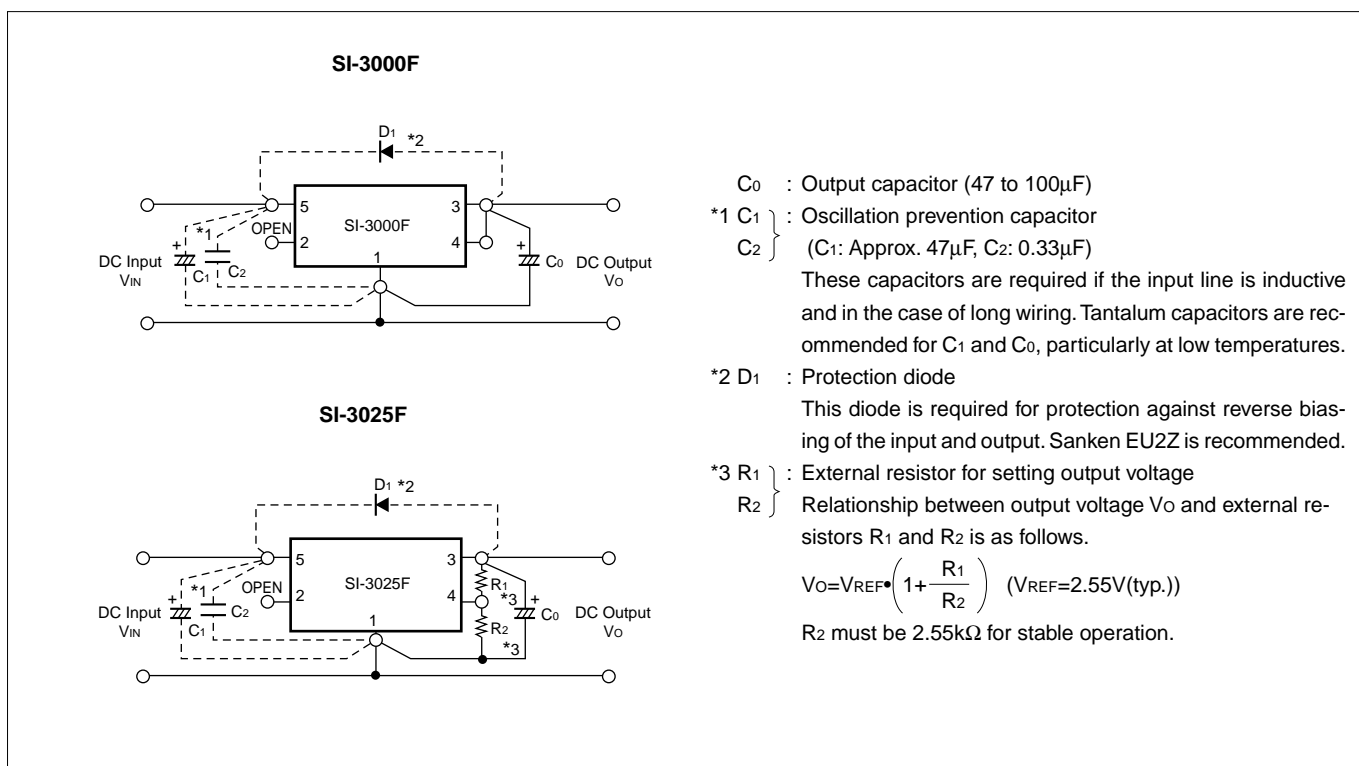 SI-3000F
D1 *2
5 SI-3000F 3
*1 OPEN 2 4
1
DC Input VIN + C1 C2 + C0 DC Output VO
SI-3025F
D1 *2
5 SI-3025F 3
*1 OPEN 2 4 R1 *3
1 R2 *3
DC Input VIN + C1 C2 + C0 DC Output VO
C0 : Output capacitor (47 to 100μF)
*1 C1 : Oscillation prevention capacitor
C2 (C1: Approx. 47μF, C2: 0.33μF)
These capacitors are required if the input line is inductive
and in the case of long wiring. Tantalum capacitors are rec-
ommended for C1 and C0, particularly at low temperatures.
*2 D1 : Protection diode
This diode is required for protection against reverse bias-
ing of the input and output. Sanken EU2Z is recommended.
*3 R1 : External resistor for setting output voltage
R2 Relationship between output voltage VO and external re-
sistors R1 and R2 is as follows.
VO=VREF•(1+R1/R2) (VREF=2.55V(typ.))
R2 must be 2.55kΩ for stable operation.